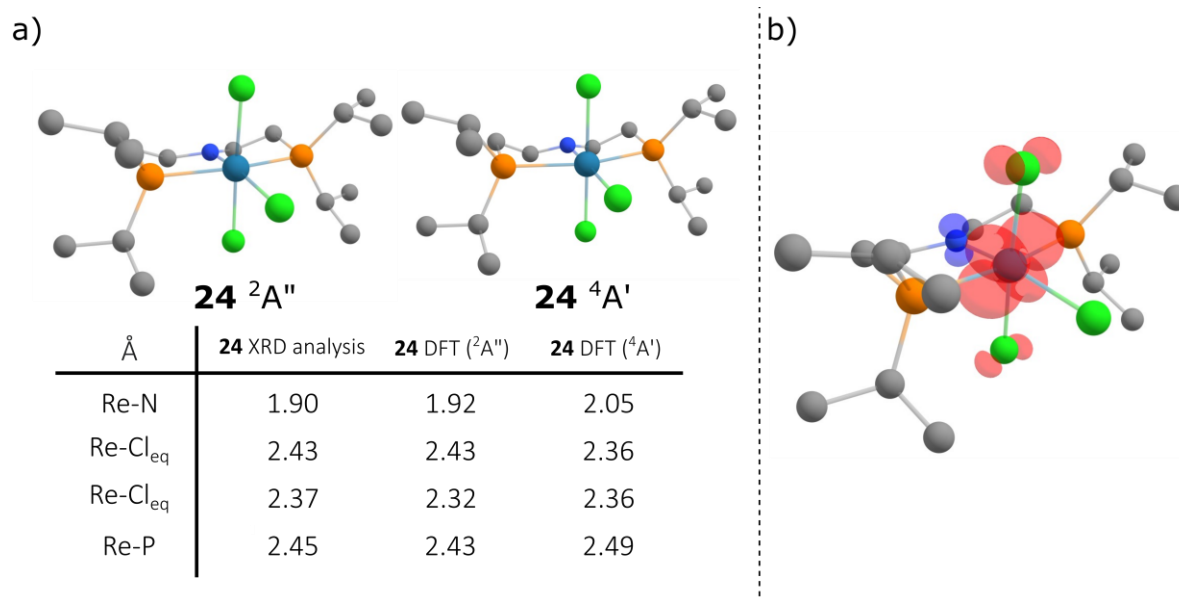 a)
b)
24 ²A"
24 ⁴A'
Å 24 XRD analysis 24 DFT (²A") 24 DFT (⁴A')
Re-N 1.90 1.92 2.05
Re-Cleq 2.43 2.43 2.36
Re-Cleq 2.37 2.32 2.36
Re-P 2.45 2.43 2.49